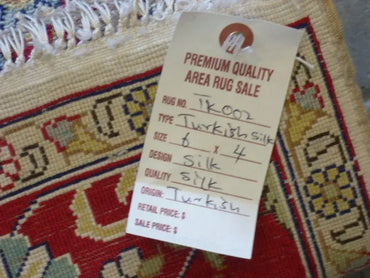 PREMIUM QUALITY
AREA RUG SALE
RUG NO. 1K002
TYPE Turkish Silk
SIZE 6 x 4
DESIGN Silk
QUALITY Silk
ORIGIN: Turkish
RETAIL PRICE: $
SALE PRICE: $